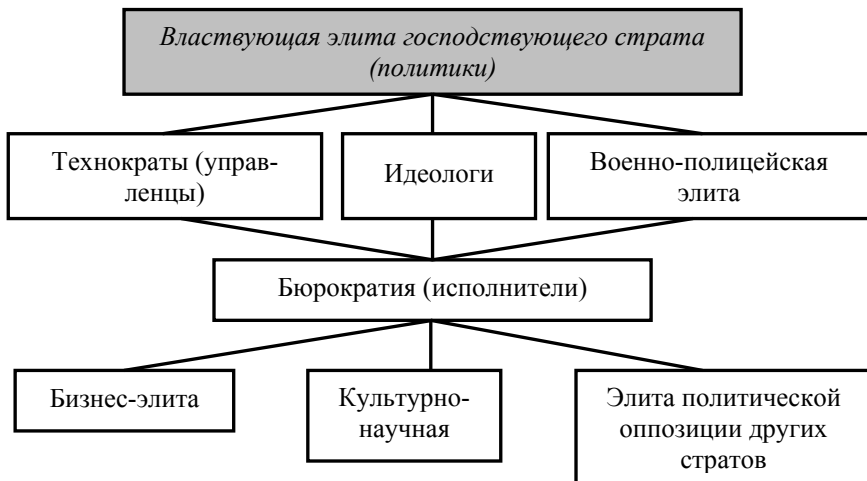 Властвующая элита господствующего страта
(политики)
Технократы (управ-
ленцы)
Идеологи
Военно-полицейская
элита
Бюрократия (исполнители)
Бизнес-элита
Культурно-
научная
Элита политической
оппозиции других
стратов